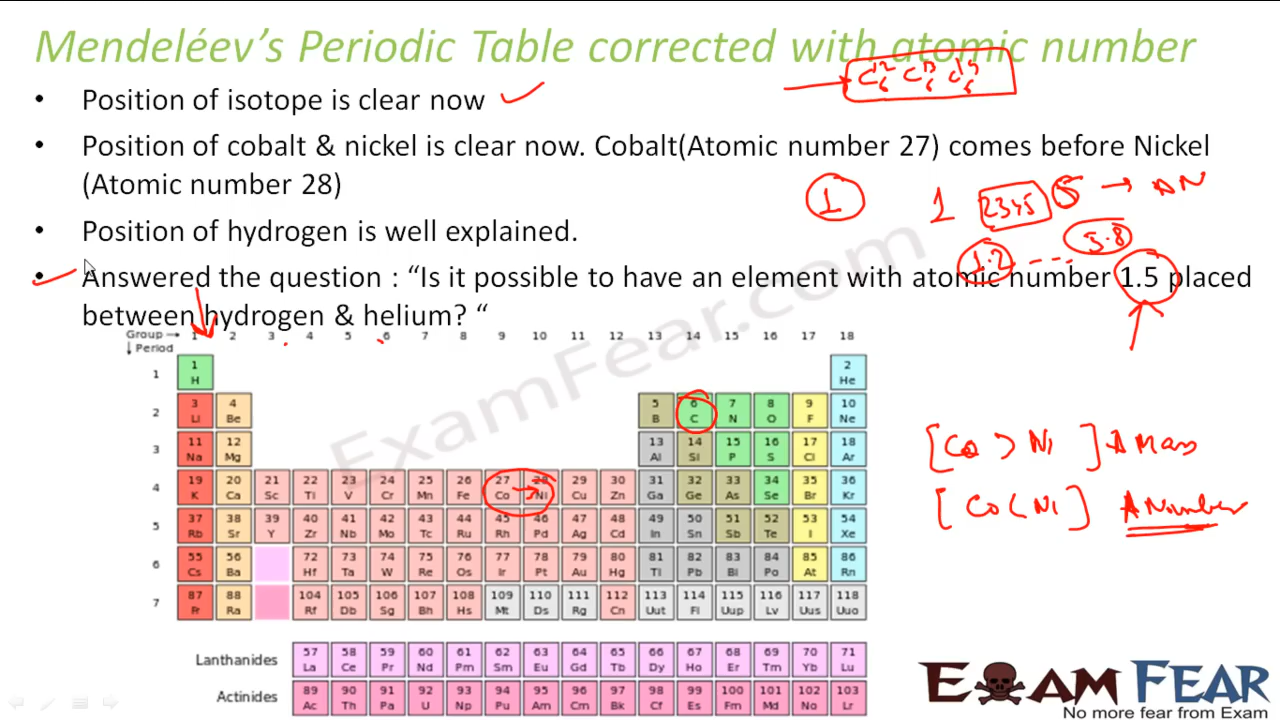 Mendeléev's Periodic Table corrected with atomic number
C 12 6 C 13 6 C 14 6
• Position of isotope is clear now
• Position of cobalt & nickel is clear now. Cobalt(Atomic number 27) comes before Nickel
(Atomic number 28)
1 1 2345 → AN
• Position of hydrogen is well explained.
1.2 ---- 3.8
• Answered the question : “Is it possible to have an element with atomic number 1.5 placed
between hydrogen & helium? “
Group → 1 2 3 4 5 6 7 8 9 10 11 12 13 14 15 16 17 18
↓ Period
1 1 H 2 He
2 3 Li 4 Be 5 B 6 C 7 N 8 O 9 F 10 Ne
3 11 Na 12 Mg 13 Al 14 Si 15 P 16 S 17 Cl 18 Ar
4 19 K 20 Ca 21 Sc 22 Ti 23 V 24 Cr 25 Mn 26 Fe 27 Co 28 Ni 29 Cu 30 Zn 31 Ga 32 Ge 33 As 34 Se 35 Br 36 Kr
5 37 Rb 38 Sr 39 Y 40 Zr 41 Nb 42 Mo 43 Tc 44 Ru 45 Rh 46 Pd 47 Ag 48 Cd 49 In 50 Sn 51 Sb 52 Te 53 I 54 Xe
6 55 Cs 56 Ba 72 Hf 73 Ta 74 W 75 Re 76 Os 77 Ir 78 Pt 79 Au 80 Hg 81 Tl 82 Pb 83 Bi 84 Po 85 At 86 Rn
7 87 Fr 88 Ra 104 Rf 105 Db 106 Sg 107 Bh 108 Hs 109 Mt 110 Ds 111 Rg 112 Cn 113 Uut 114 Fl 115 Uup 116 Lv 117 Uus 118 Uuo
Lanthanides 57 La 58 Ce 59 Pr 60 Nd 61 Pm 62 Sm 63 Eu 64 Gd 65 Tb 66 Dy 67 Ho 68 Er 69 Tm 70 Yb 71 Lu
Actinides 89 Ac 90 Th 91 Pa 92 U 93 Np 94 Pu 95 Am 96 Cm 97 Bk 98 Cf 99 Es 100 Fm 101 Md 102 No 103 Lr
[Co > Ni] A Mass
[Co < Ni] A Number
ExamFear.com
EXAM FEAR
No more fear from Exam